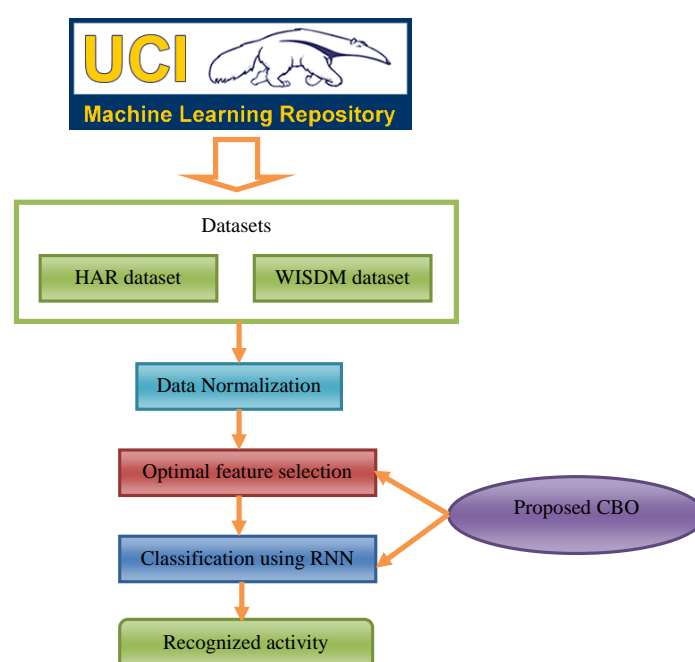 UCI
Machine Learning Repository
Datasets
HAR dataset
WISDM dataset
Data Normalization
Optimal feature selection
Proposed CBO
Classification using RNN
Recognized activity